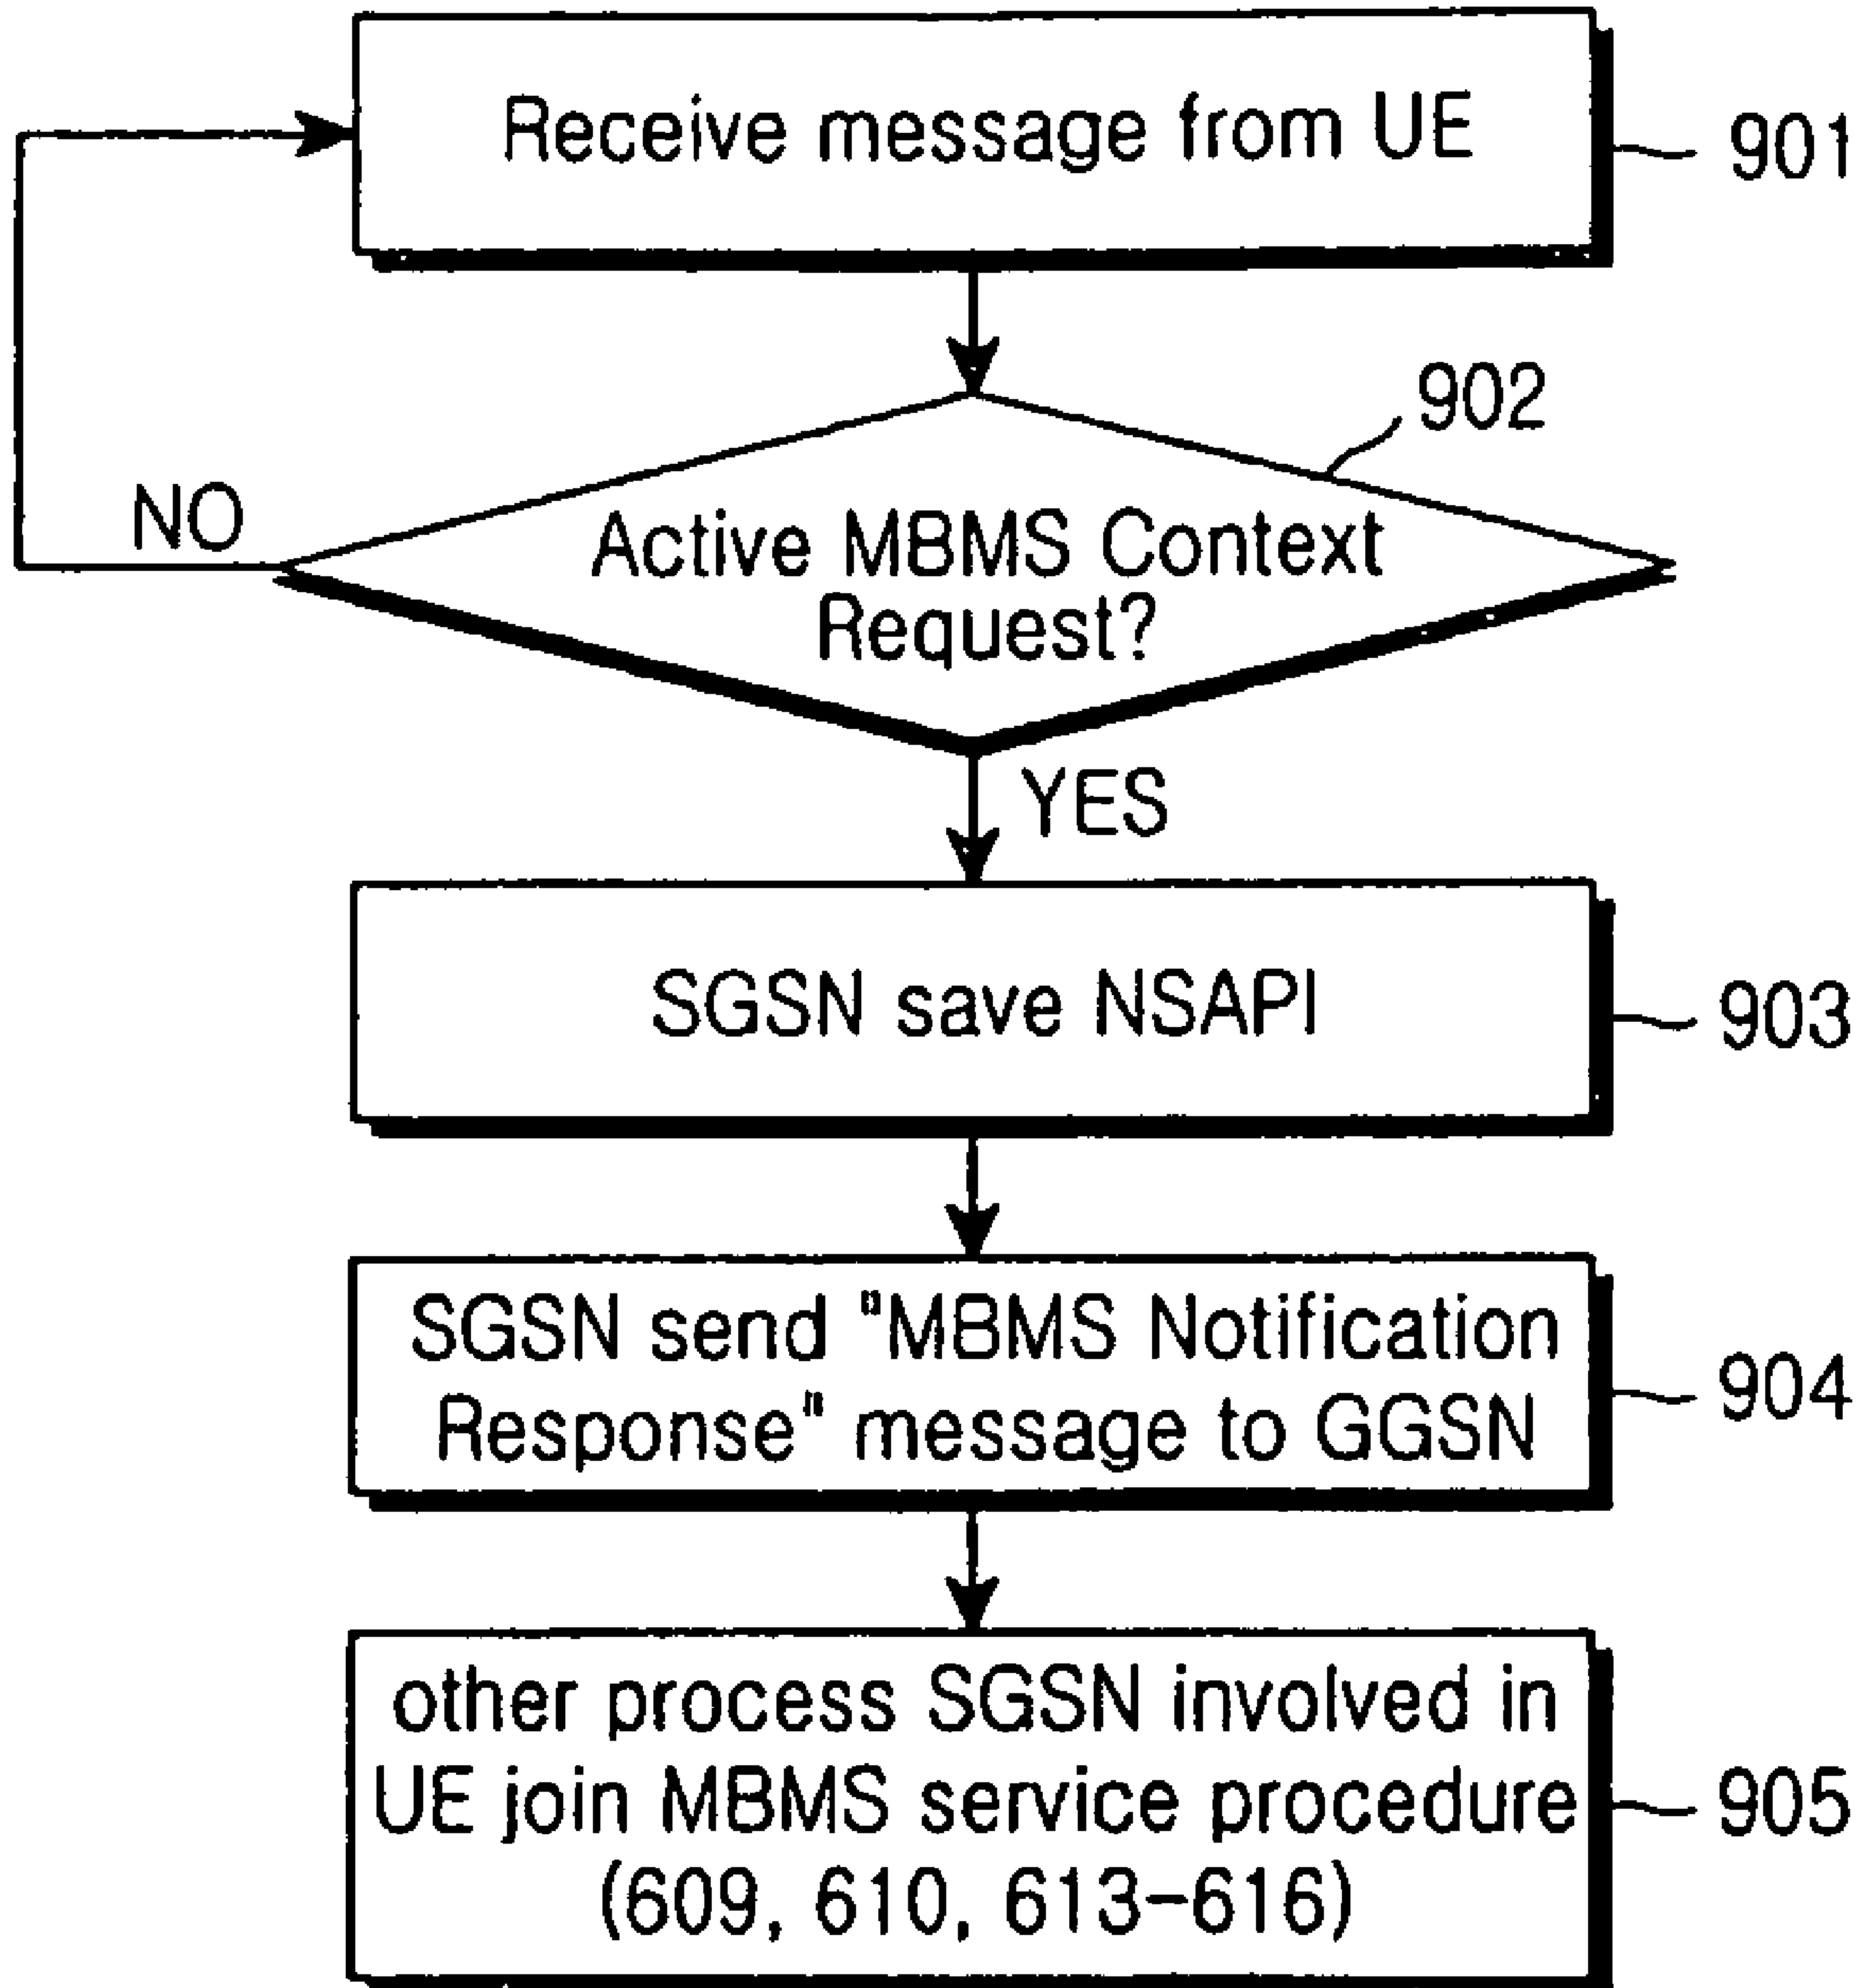 Receive message from UE
901
902
NO
Active MBMS Context
Request?
YES
SGSN save NSAPI
903
SGSN send "MBMS Notification
Response" message to GGSN
904
other process SGSN involved in
UE join MBMS service procedure
(609, 610, 613-616)
905